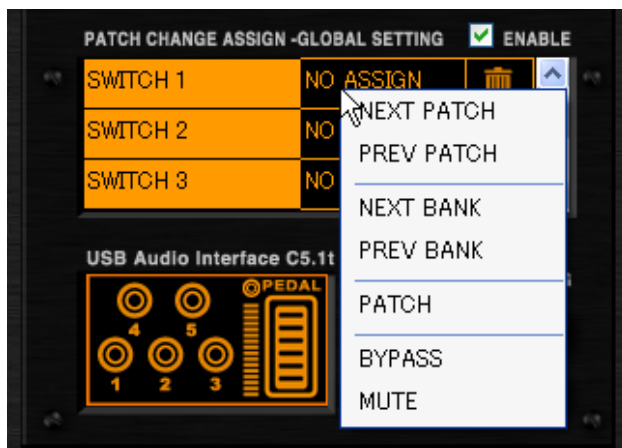 PATCH CHANGE ASSIGN -GLOBAL SETTING ENABLE
SWITCH 1 NO ASSIGN
SWITCH 2 NO
SWITCH 3 NO
NEXT PATCH
PREV PATCH
NEXT BANK
PREV BANK
PATCH
BYPASS
MUTE
USB Audio Interface C5.1t
PEDAL
4 5
1 2 3